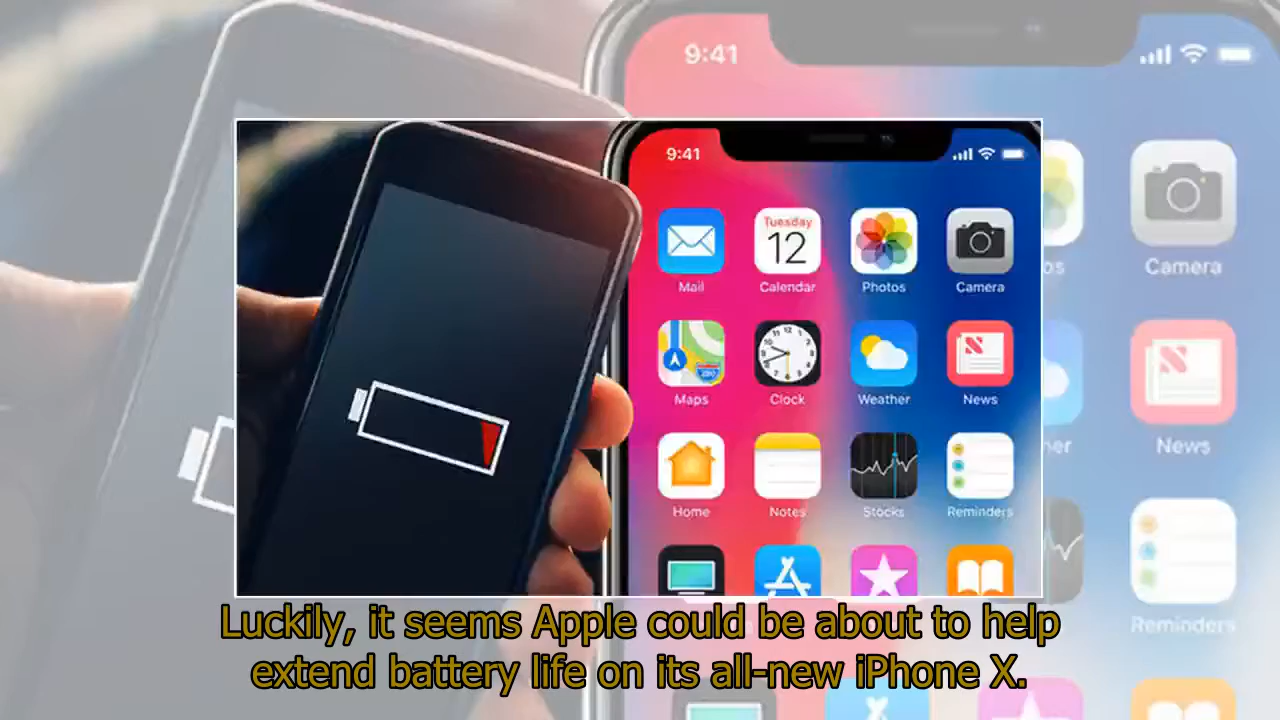 9:41
9:41
Tuesday
12
Mail
Calendar
Photos
Camera
Camera
Maps
Clock
Weather
News
News
Home
Notes
Stocks
Reminders
Reminders
Luckily, it seems Apple could be about to help
extend battery life on its all-new iPhone X.